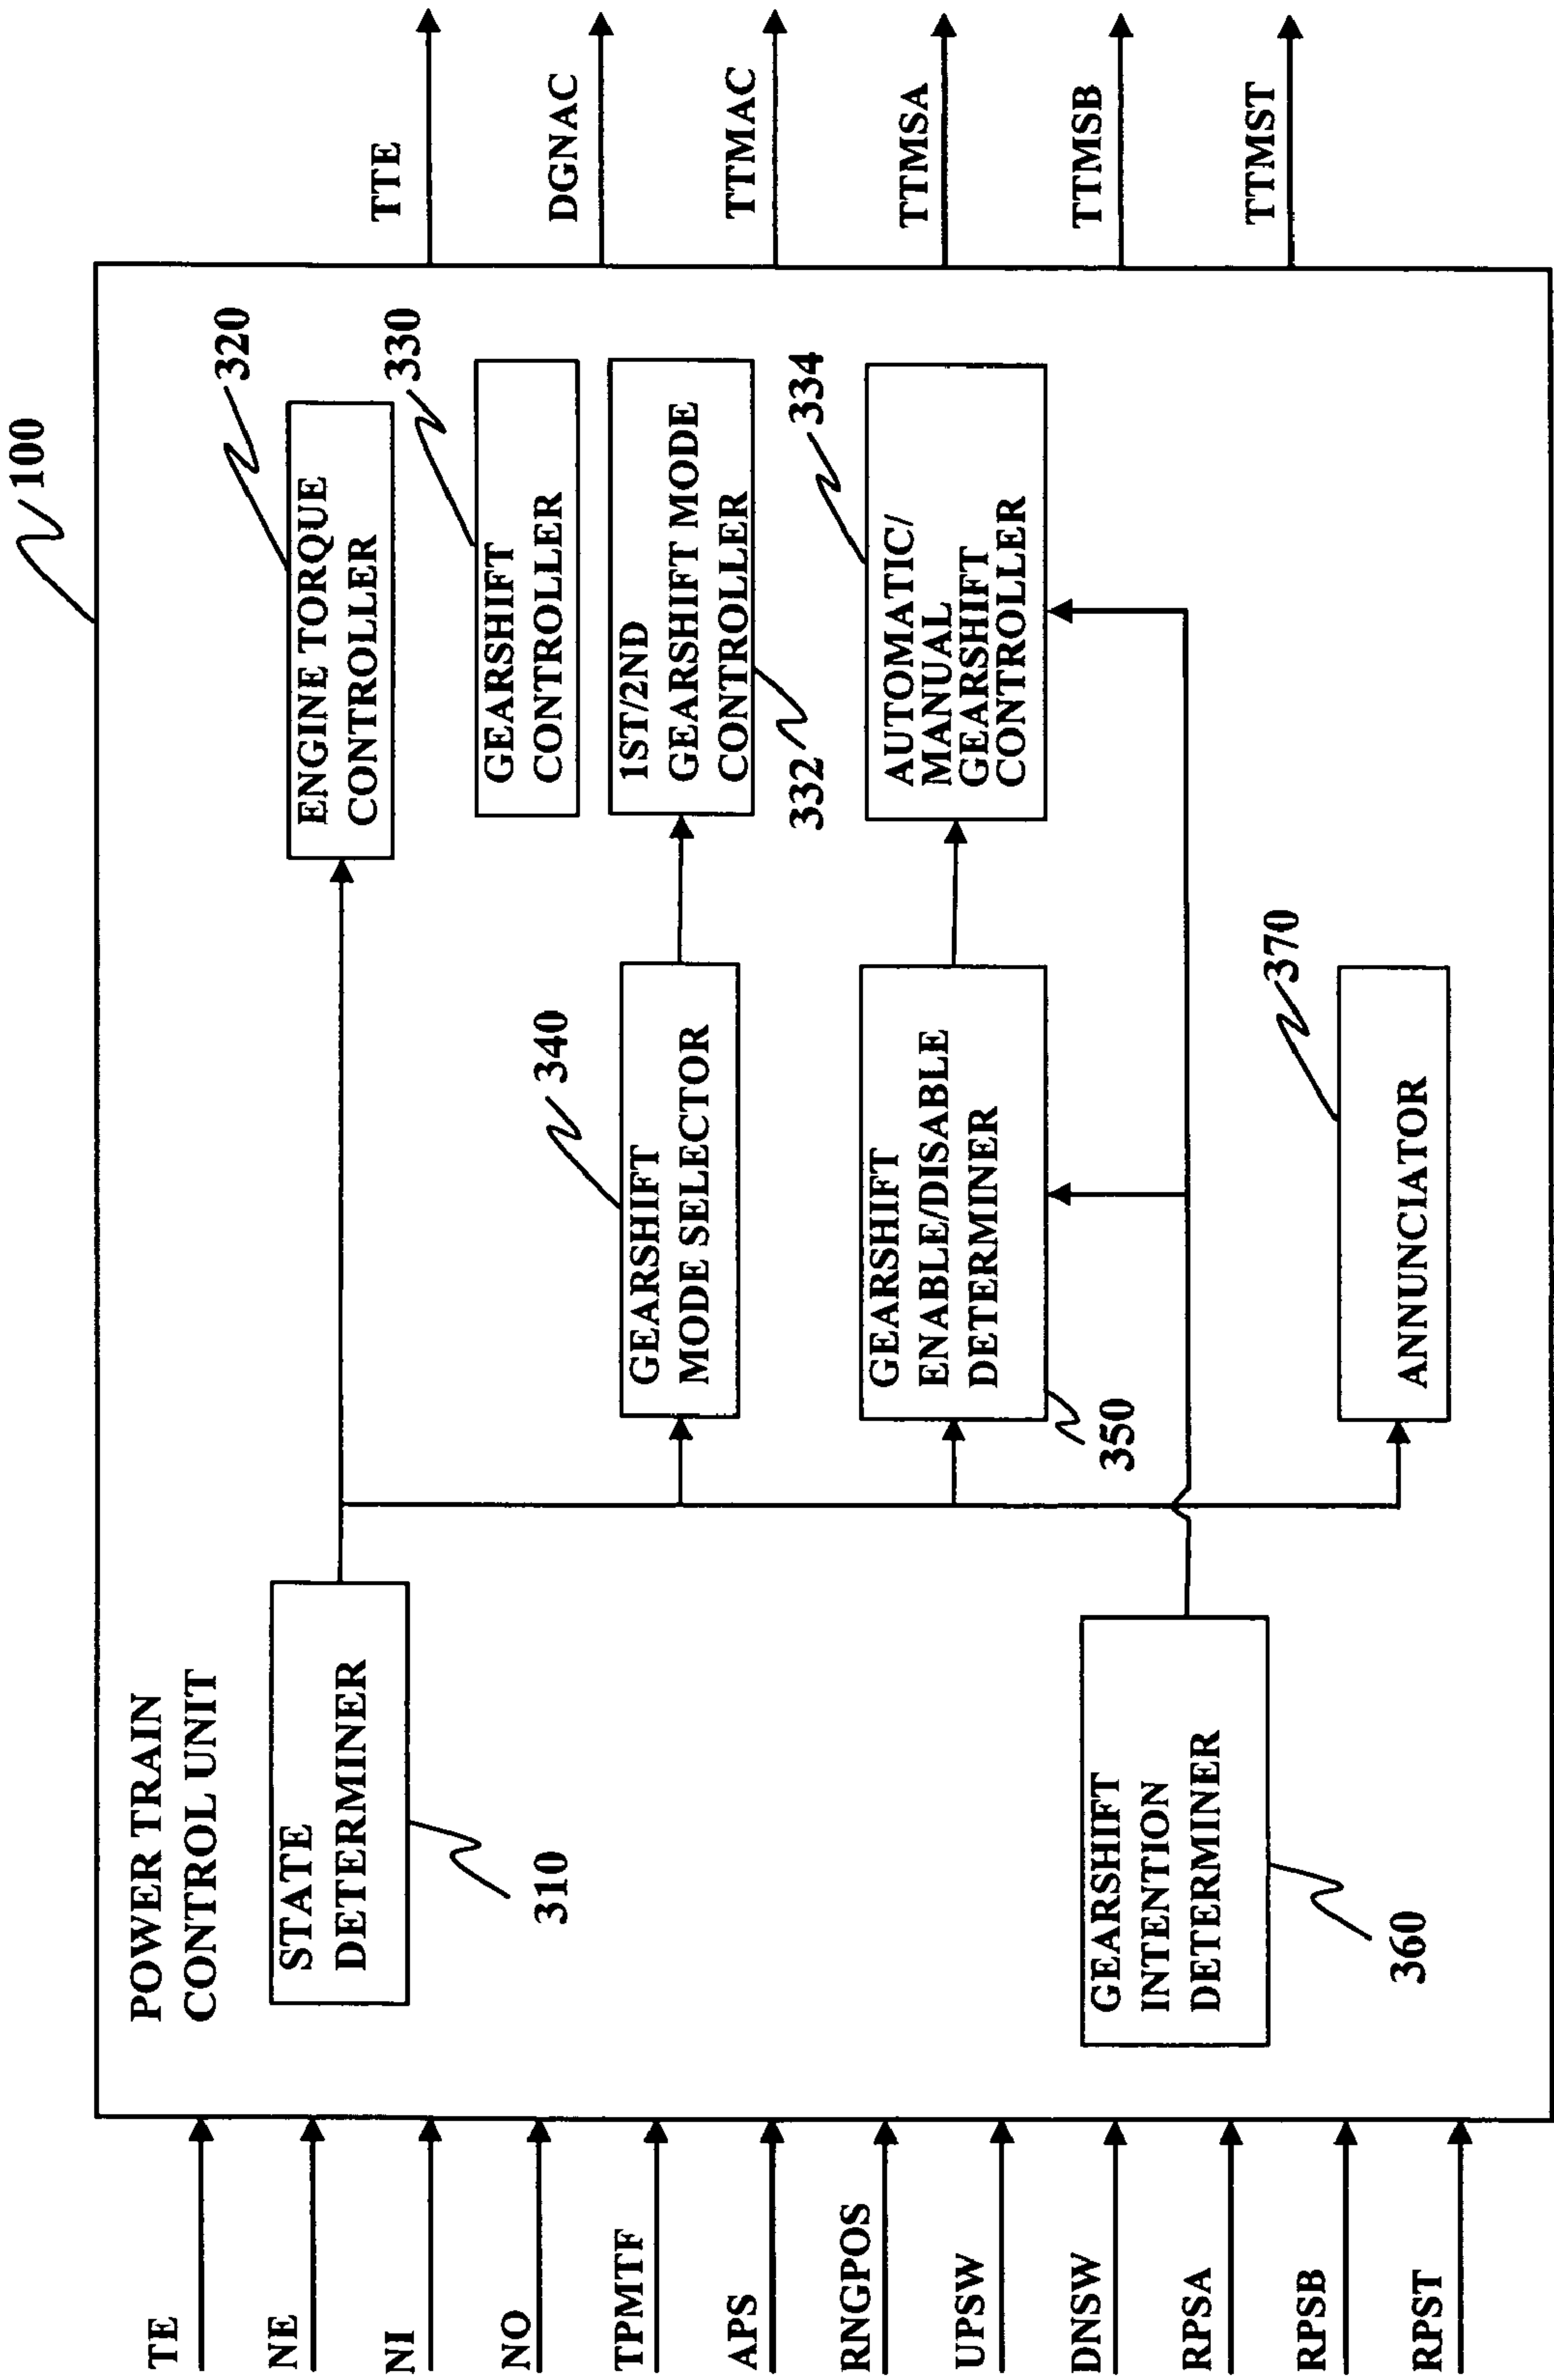 100
POWER TRAIN
CONTROL UNIT
TE
NE
NI
NO
TPMTF
APS
RNGPOS
UPSW
DNSW
RPSA
RPSB
RPST
STATE
DETERMINER
310
GEARSHIFT
INTENTION
DETERMINER
360
GEARSHIFT
MODE SELECTOR
340
GEARSHIFT
ENABLE/DISABLE
DETERMINER
350
ANNUNCIATOR
370
ENGINE TORQUE
CONTROLLER
320
GEARSHIFT
CONTROLLER
330
1ST/2ND
GEARSHIFT MODE
CONTROLLER
332
AUTOMATIC/
MANUAL
GEARSHIFT
CONTROLLER
334
TTE
DGNAC
TTMAC
TTMSA
TTMSB
TTMST